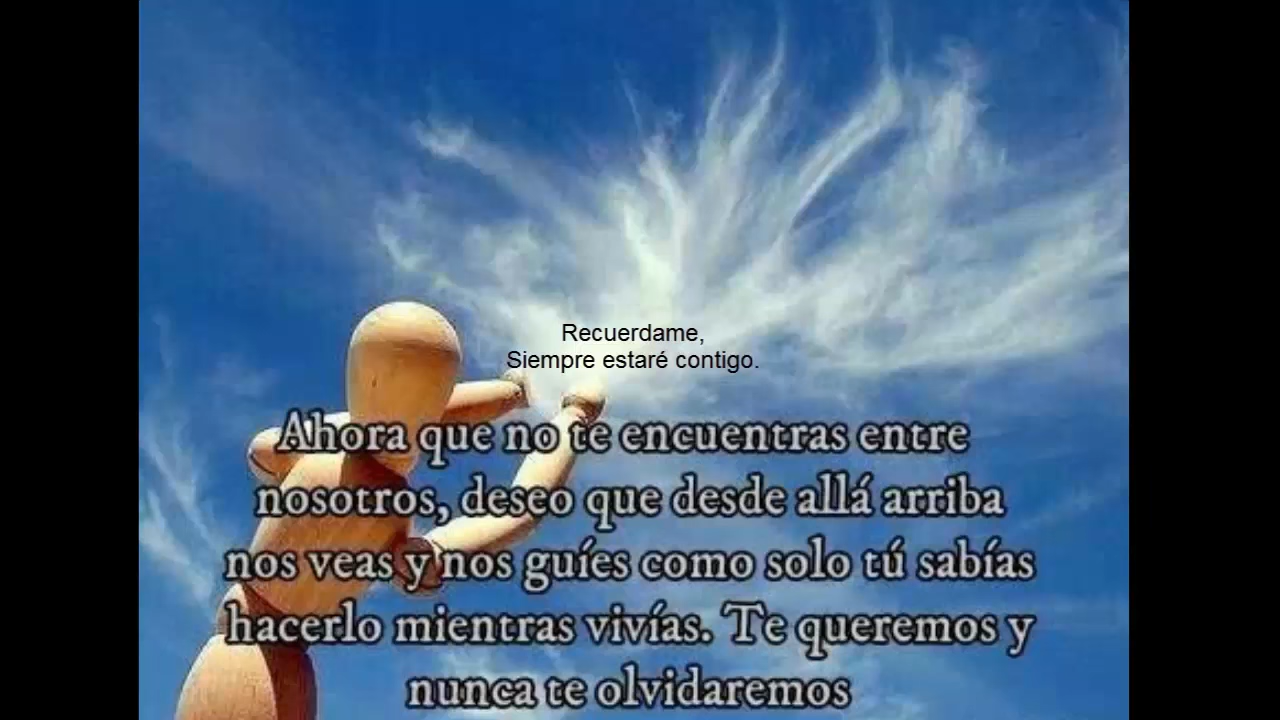 Recuerdame,
Siempre estaré contigo.
Ahora que no te encuentras entre
nosotros, deseo que desde allá arriba
nos veas y nos guíes como solo tú sabías
hacerlo mientras vivías. Te queremos y
nunca te olvidaremos